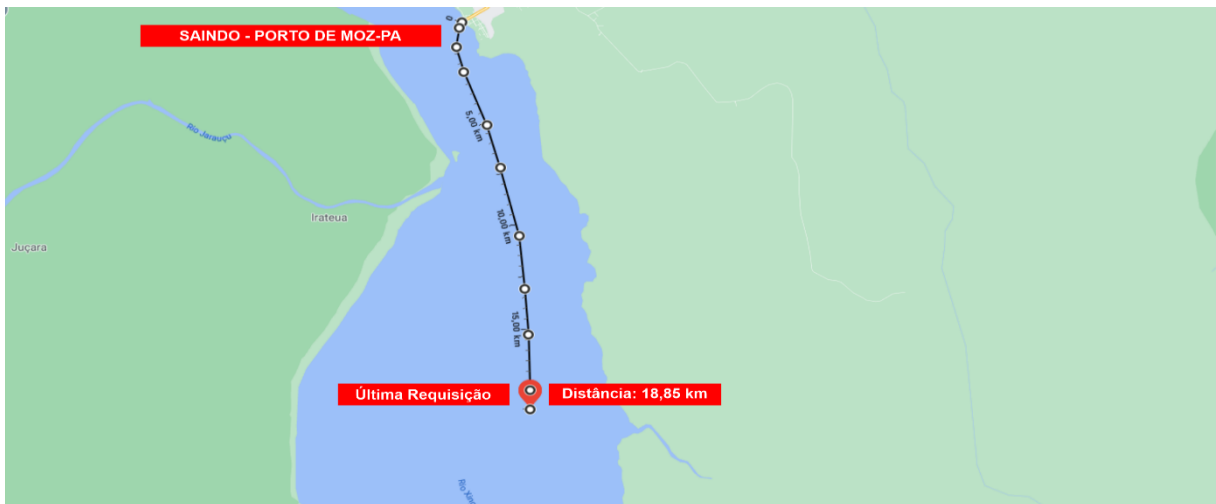 0
SAINDO - PORTO DE MOZ-PA
5,00 km
Rio Jarauçu
Irateua
10,00 km
Juçara
15,00 km
Última Requisição
Distância: 18,85 km